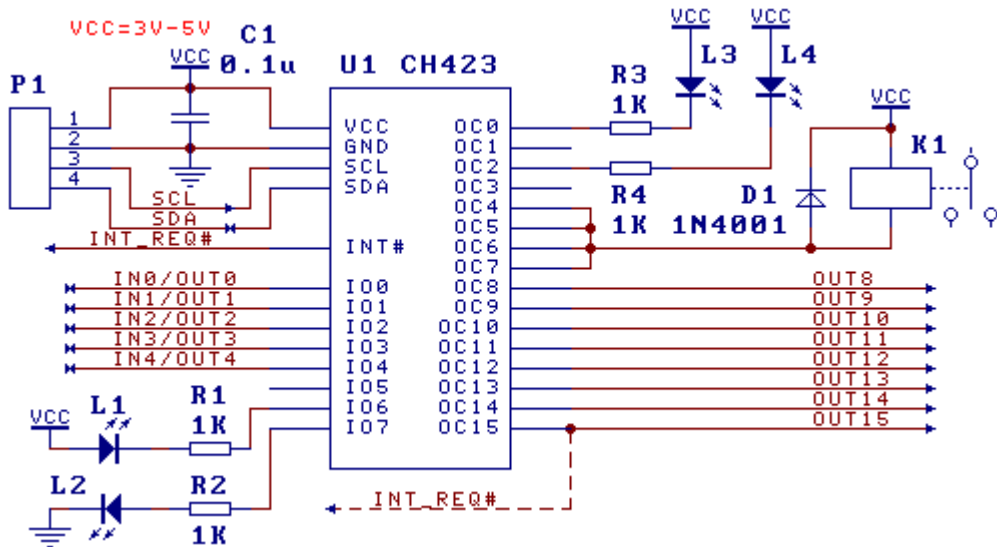 VCC=3V-5V
C1
0.1u
VCC
P1
1
2
3
4
SCL
SDA
INT_REQ#
U1 CH423
VCC
GND
SCL
SDA
INT#
IO0
IO1
IO2
IO3
IO4
IO5
IO6
IO7
OC0
OC1
OC2
OC3
OC4
OC5
OC6
OC7
OC8
OC9
OC10
OC11
OC12
OC13
OC14
OC15
IN0/OUT0
IN1/OUT1
IN2/OUT2
IN3/OUT3
IN4/OUT4
VCC
L1
R1
1K
L2
R2
1K
INT_REQ#
VCC
VCC
L3
L4
R3
1K
R4
1K
D1
1N4001
VCC
K1
OUT8
OUT9
OUT10
OUT11
OUT12
OUT13
OUT14
OUT15